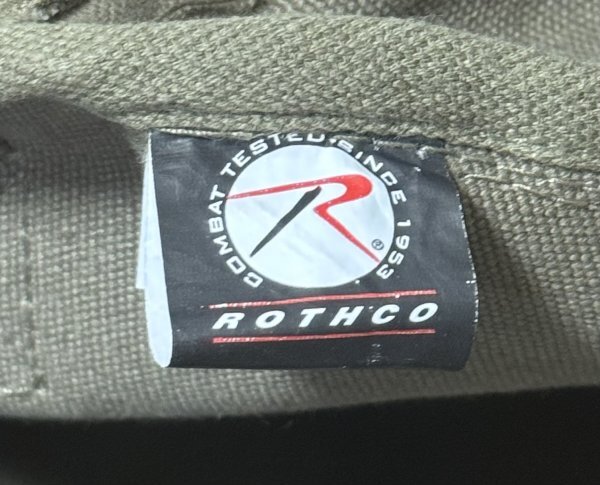 COMBAT TESTED SINCE 1953
R
®
ROTHCO